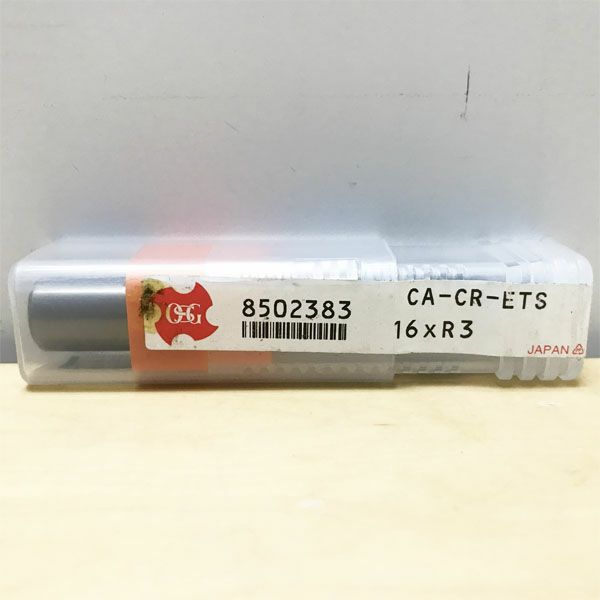 OSG
8502383
CA-CR-ETS
16xR3
JAPAN